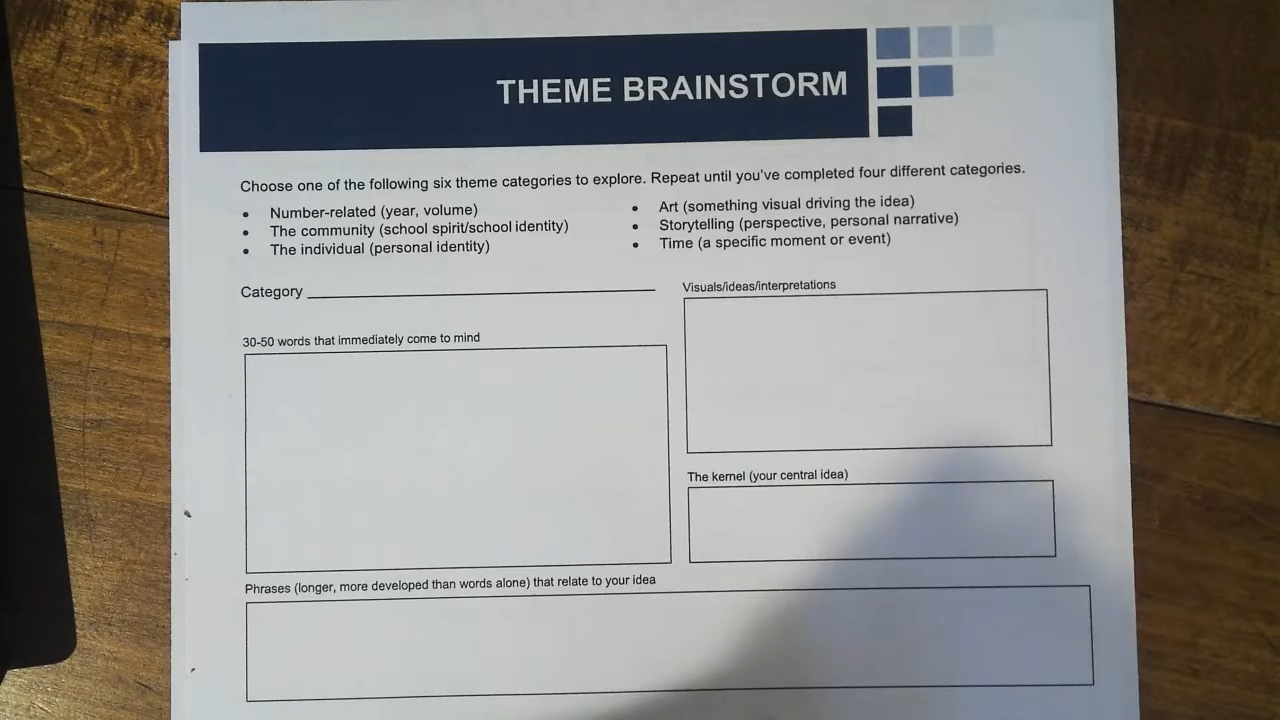 THEME BRAINSTORM
Choose one of the following six theme categories to explore. Repeat until you've completed four different categories.
• Number-related (year, volume)
• The community (school spirit/school identity)
• The individual (personal identity)
• Art (something visual driving the idea)
• Storytelling (perspective, personal narrative)
• Time (a specific moment or event)
Category
30-50 words that immediately come to mind
Visuals/ideas/interpretations
The kernel (your central idea)
Phrases (longer, more developed than words alone) that relate to your idea